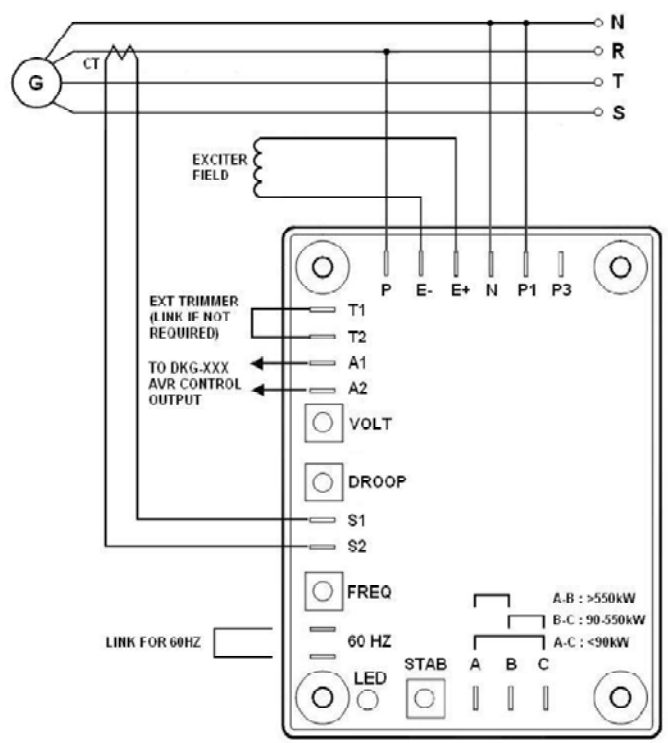 N
R
CT
G
T
S
EXCITER
FIELD
P E- E+ N P1 P3
EXT TRIMMER
(LINK IF NOT
REQUIRED)
T1
T2
TO DKG-XXX
AVR CONTROL
OUTPUT
A1
A2
VOLT
DROOP
S1
S2
FREQ
A-B : >550kW
B-C : 90-550kW
A-C : <90kW
LINK FOR 60HZ
60 HZ
STAB A B C
LED